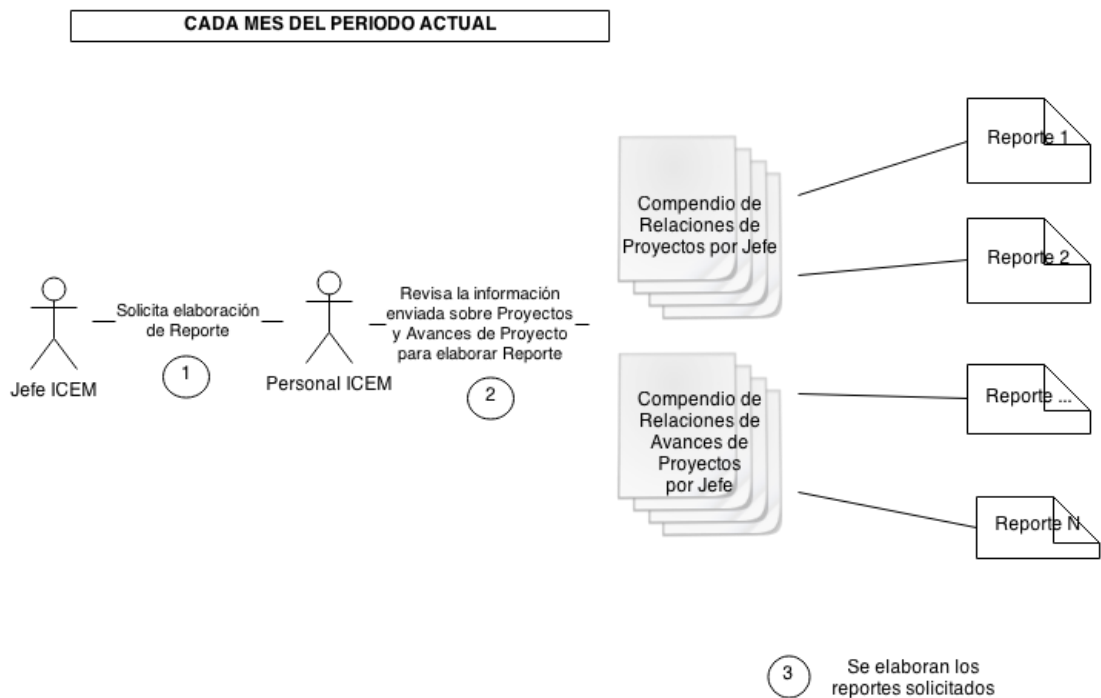 CADA MES DEL PERIODO ACTUAL
Jefe ICEM
Solicita elaboración
de Reporte
1
Personal ICEM
Revisa la información
enviada sobre Proyectos
y Avances de Proyecto
para elaborar Reporte
2
Compendio de
Relaciones de
Proyectos por Jefe
Compendio de
Relaciones de
Avances de
Proyectos
por Jefe
Reporte 1
Reporte 2
Reporte ...
Reporte N
3
Se elaboran los
reportes solicitados